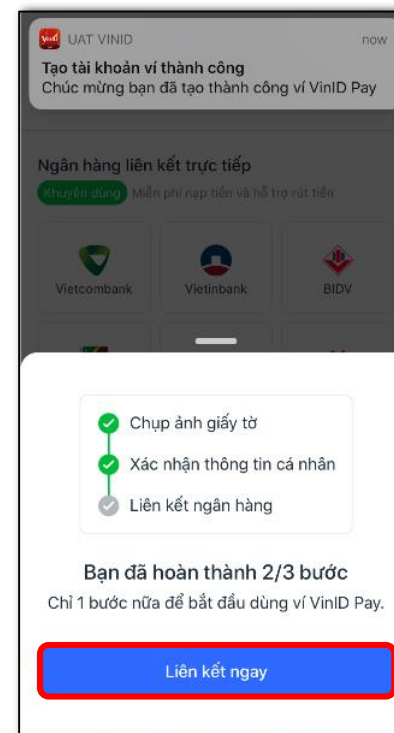 UAT VINID now
Tạo tài khoản ví thành công
Chúc mừng bạn đã tạo thành công ví VinID Pay
Ngân hàng liên kết trực tiếp
Khuyên dùng Miễn phí nạp tiền và hỗ trợ rút tiền
Vietcombank Vietinbank BIDV
Chụp ảnh giấy tờ
Xác nhận thông tin cá nhân
Liên kết ngân hàng
Bạn đã hoàn thành 2/3 bước
Chỉ 1 bước nữa để bắt đầu dùng ví VinID Pay.
Liên kết ngay